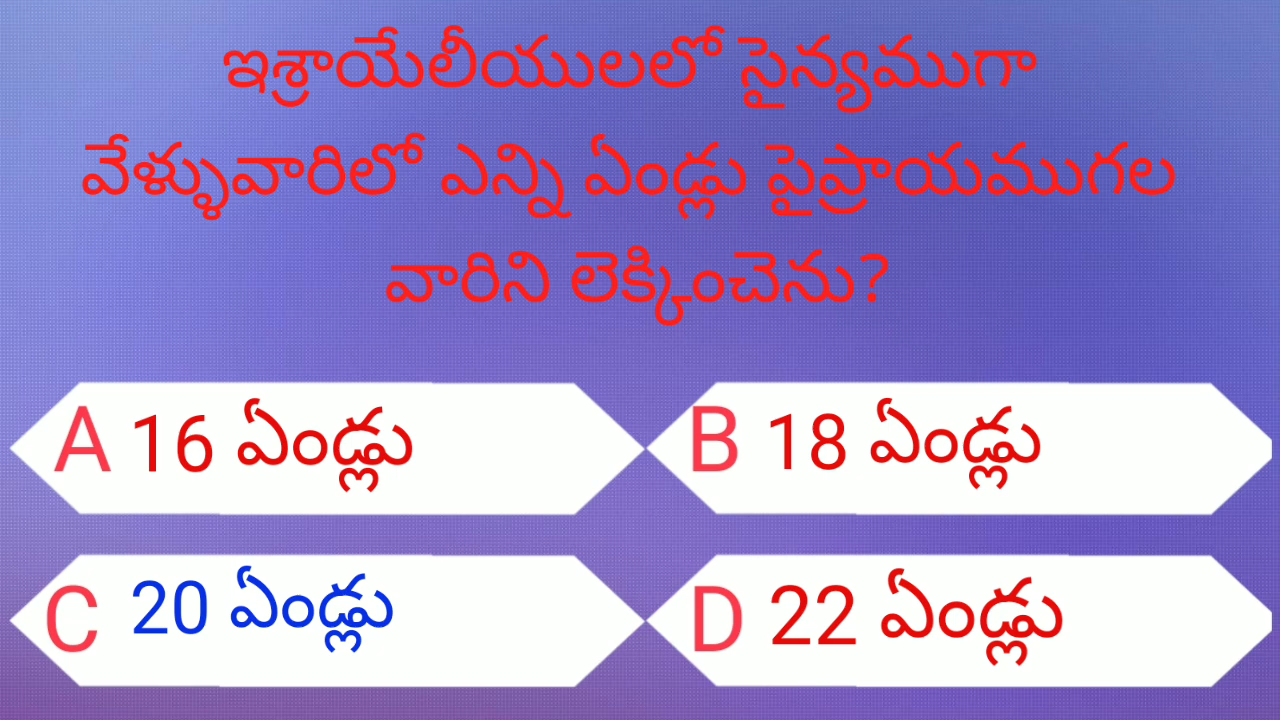 ఇశ్రాయేలీయులలో సైన్యముగా
వేళ్ళువారిలో ఎన్ని ఏండ్లు పైప్రాయముగల
వారిని లెక్కించెను?
A 16 ఏండ్లు
B 18 ఏండ్లు
C 20 ఏండ్లు
D 22 ఏండ్లు